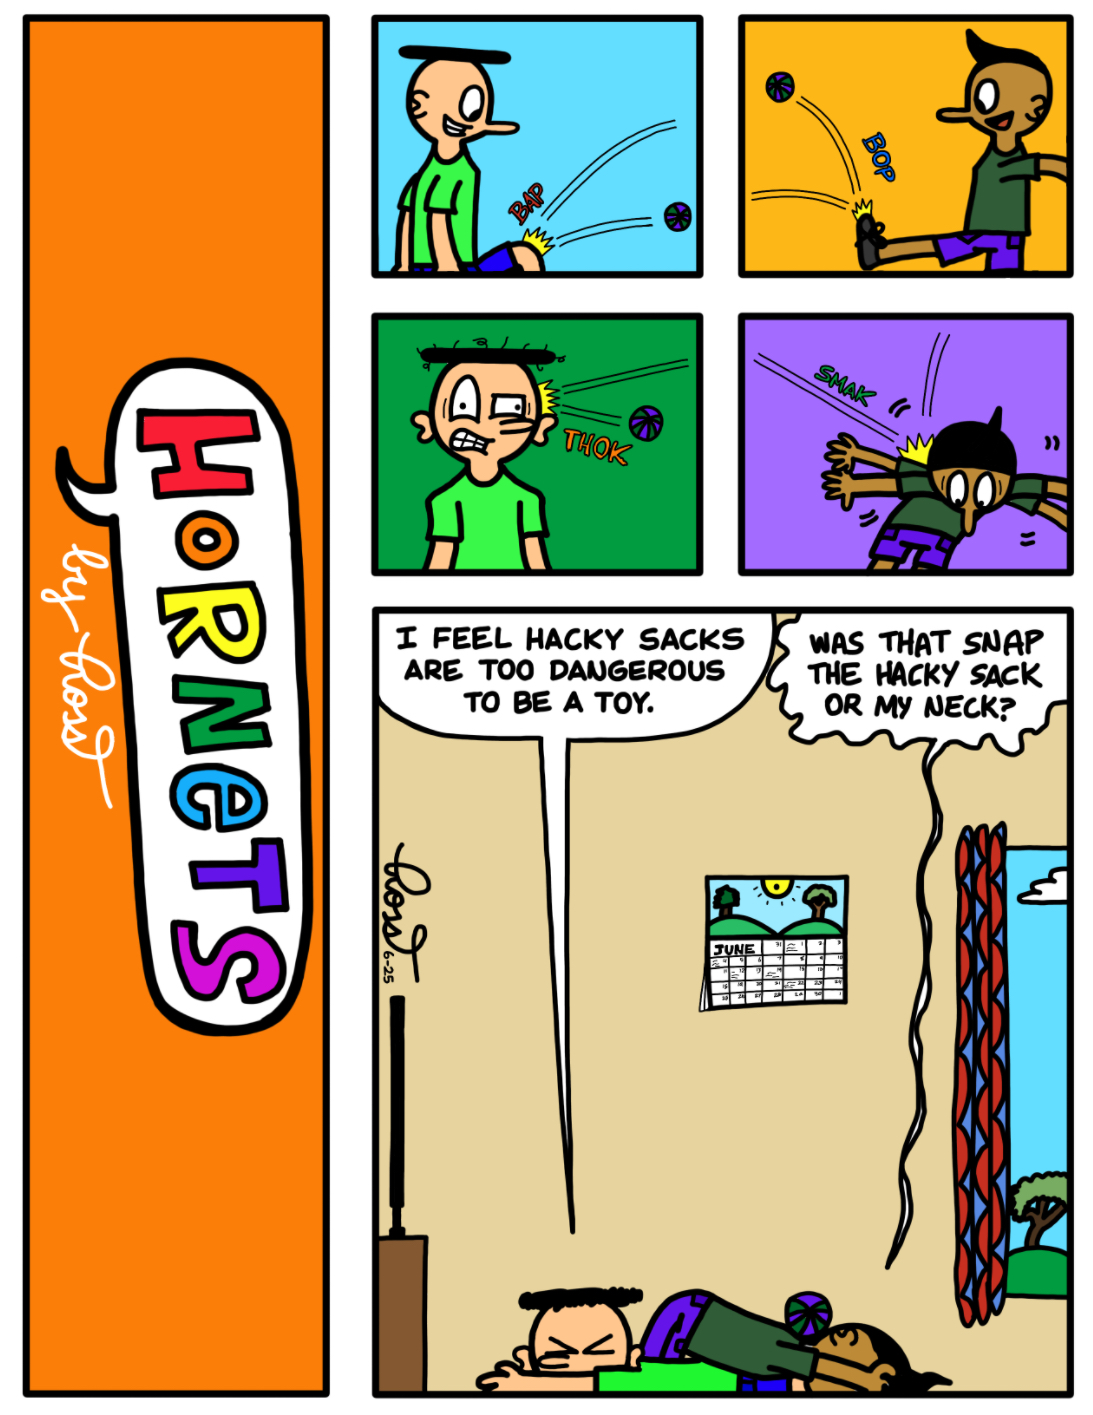 HORNETS
by Ross
BAP
BOP
THOK
SMAK
I FEEL HACKY SACKS
ARE TOO DANGEROUS
TO BE A TOY.
WAS THAT SNAP
THE HACKY SACK
OR MY NECK?
Ross
6-25
JUNE